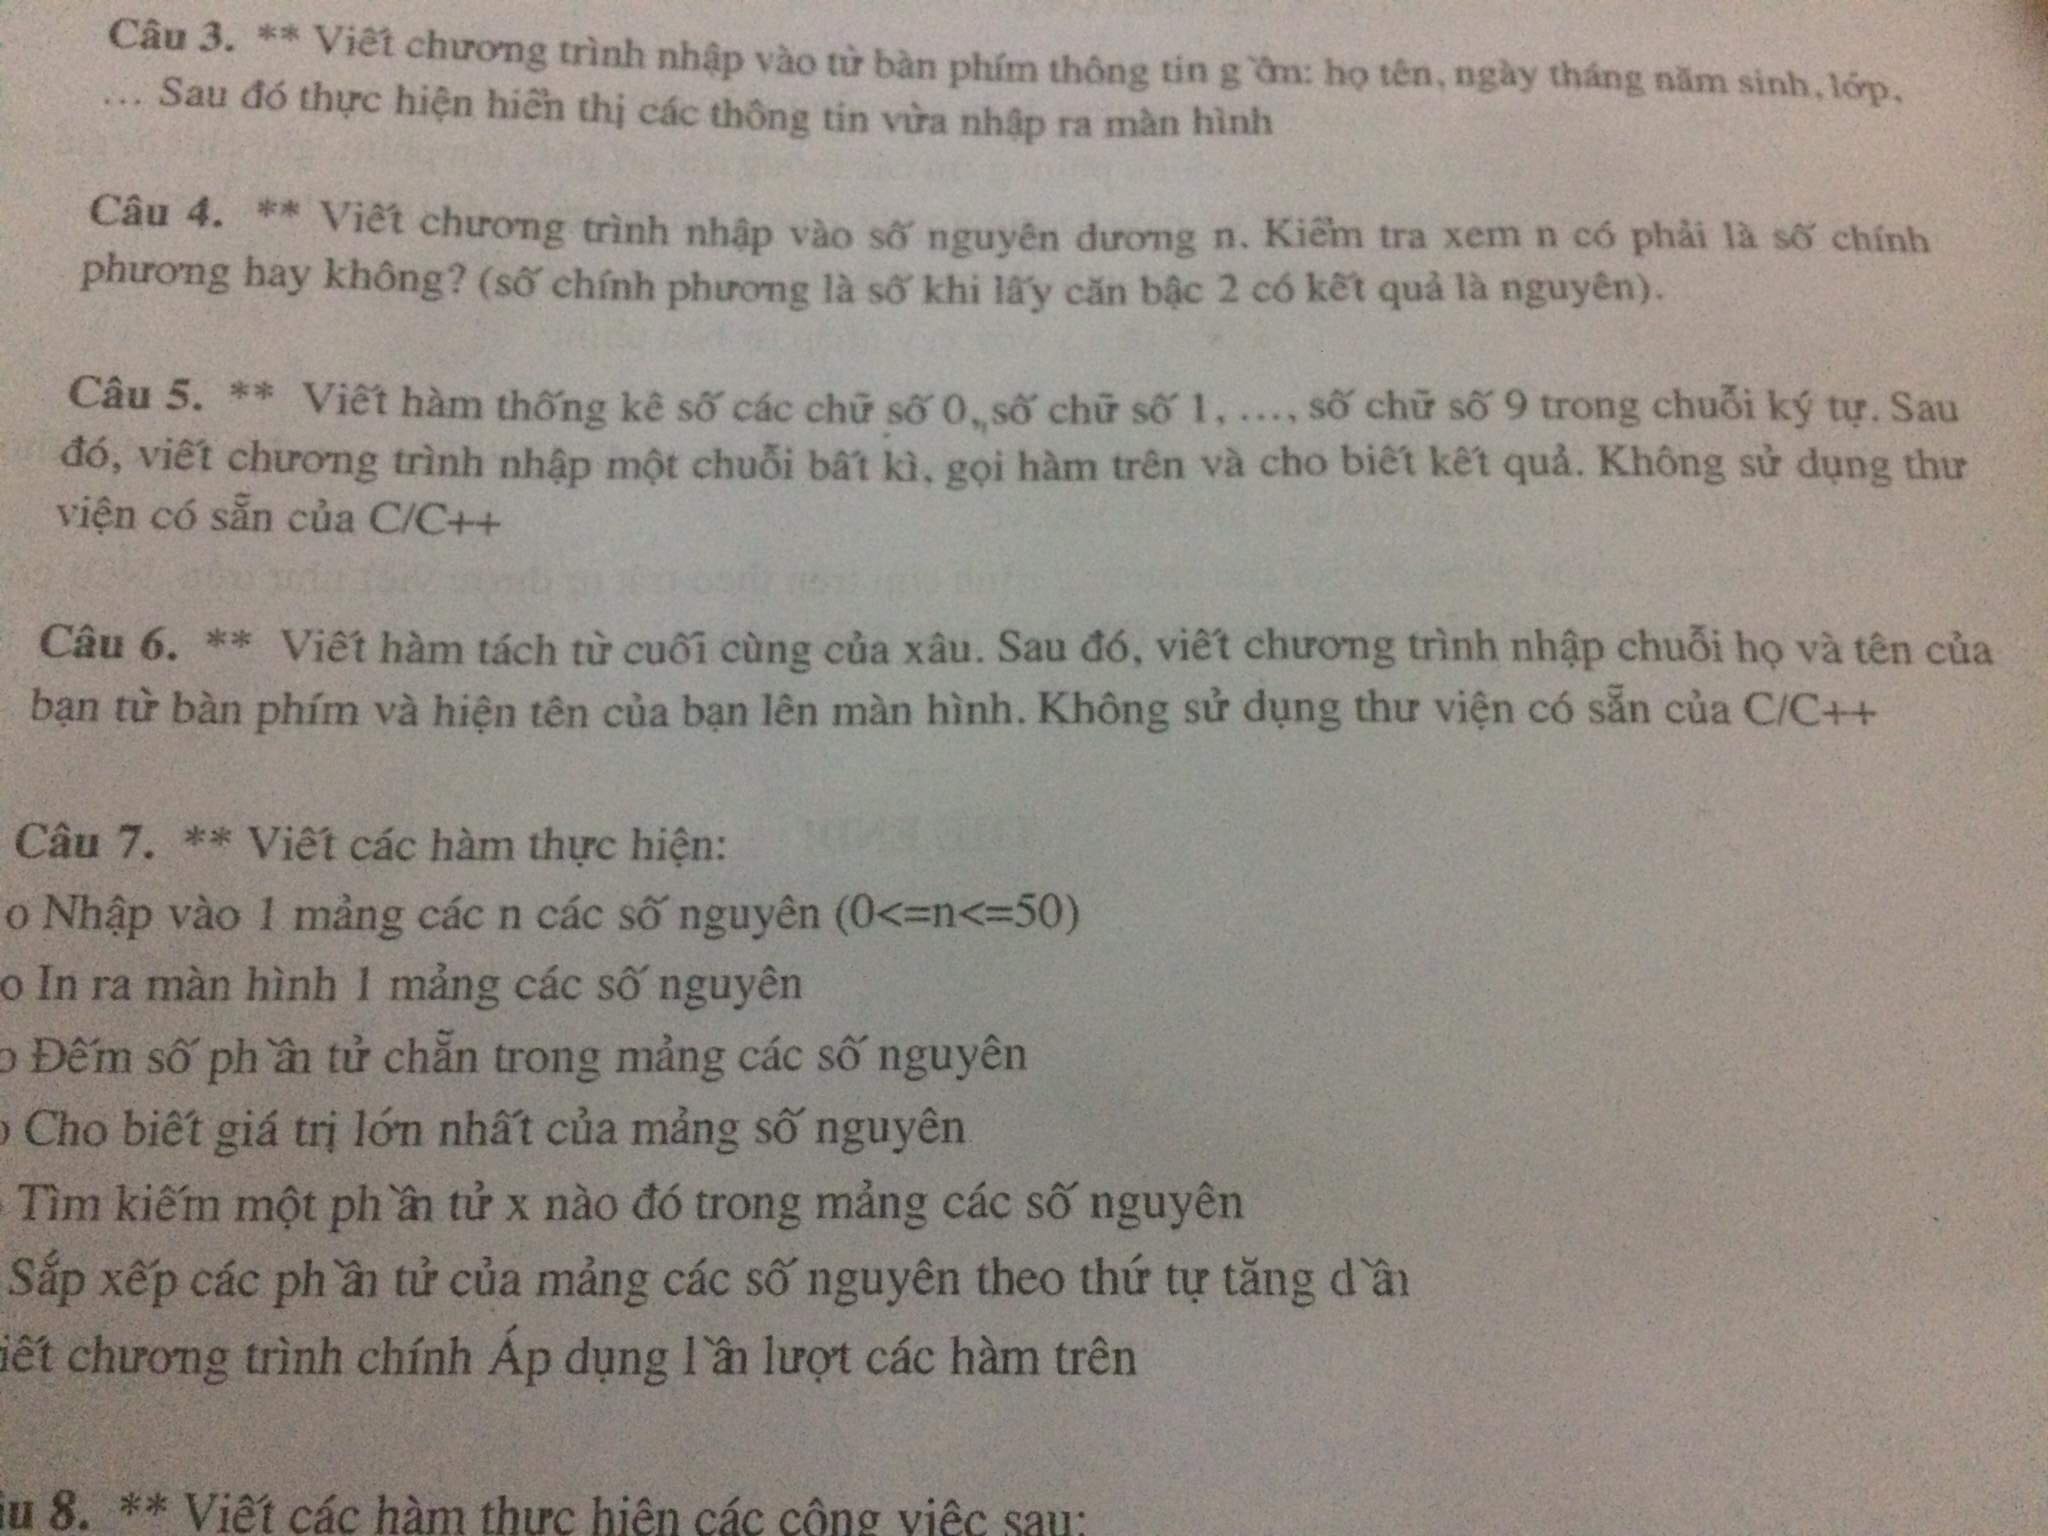 Câu 3. ** Viết chương trình nhập vào từ bàn phím thông tin gồm: họ tên, ngày tháng năm sinh, lớp,
... Sau đó thực hiện hiển thị các thông tin vừa nhập ra màn hình
Câu 4. ** Viết chương trình nhập vào số nguyên dương n. Kiểm tra xem n có phải là số chính
phương hay không? (số chính phương là số khi lấy căn bậc 2 có kết quả là nguyên).
Câu 5. ** Viết hàm thống kê số các chữ số 0, số chữ số 1, ..., số chữ số 9 trong chuỗi ký tự. Sau
đó, viết chương trình nhập một chuỗi bất kì, gọi hàm trên và cho biết kết quả. Không sử dụng thư
viện có sẵn của C/C++
Câu 6. ** Viết hàm tách từ cuối cùng của xâu. Sau đó, viết chương trình nhập chuỗi họ và tên của
bạn từ bàn phím và hiện tên của bạn lên màn hình. Không sử dụng thư viện có sẵn của C/C++
Câu 7. ** Viết các hàm thực hiện:
o Nhập vào 1 mảng các n các số nguyên (0<=n<=50)
o In ra màn hình 1 mảng các số nguyên
o Đếm số phần tử chẵn trong mảng các số nguyên
o Cho biết giá trị lớn nhất của mảng số nguyên
Tìm kiếm một phần tử x nào đó trong mảng các số nguyên
Sắp xếp các phần tử của mảng các số nguyên theo thứ tự tăng dần
iết chương trình chính Áp dụng lần lượt các hàm trên
u 8. ** Viết các hàm thực hiện các công việc sau: